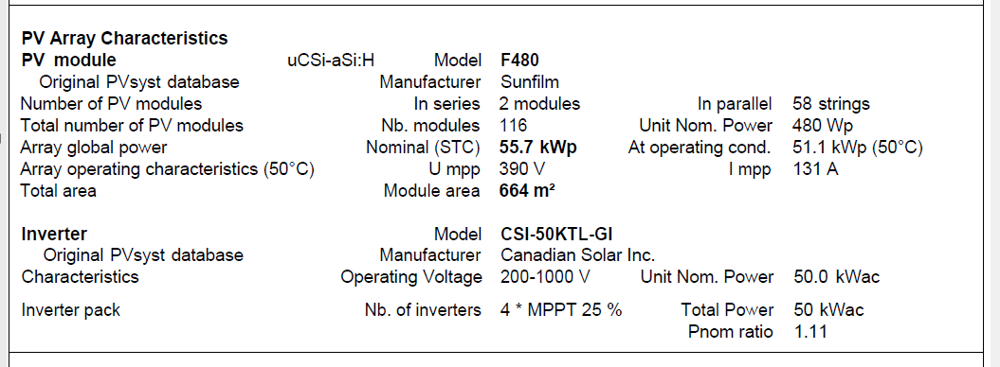 PV Array Characteristics
PV module uCSi-aSi:H Model F480
Original PVsyst database Manufacturer Sunfilm
Number of PV modules In series 2 modules In parallel 58 strings
Total number of PV modules Nb. modules 116 Unit Nom. Power 480 Wp
Array global power Nominal (STC) 55.7 kWp At operating cond. 51.1 kWp (50°C)
Array operating characteristics (50°C) U mpp 390 V I mpp 131 A
Total area Module area 664 m²
Inverter Model CSI-50KTL-GI
Original PVsyst database Manufacturer Canadian Solar Inc.
Characteristics Operating Voltage 200-1000 V Unit Nom. Power 50.0 kWac
Inverter pack Nb. of inverters 4 * MPPT 25 % Total Power 50 kWac
Pnom ratio 1.11